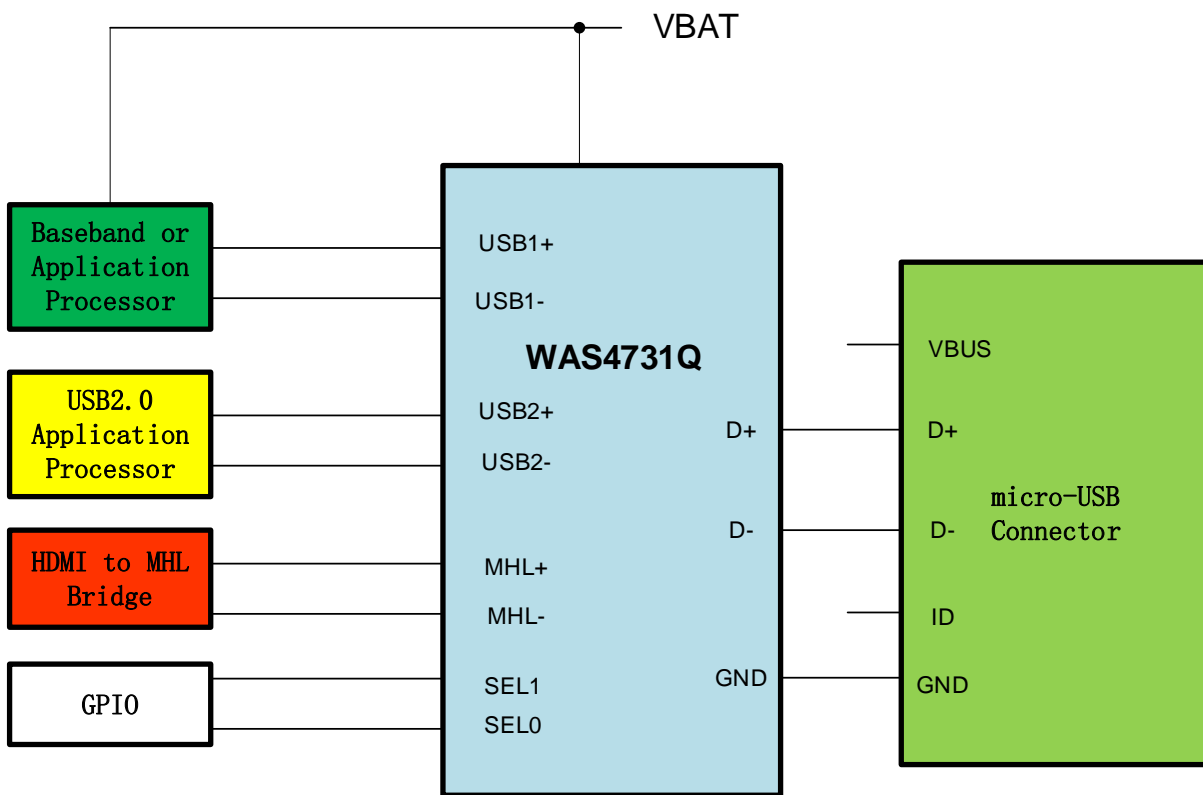 VBAT
Baseband or
Application
Processor
USB2.0
Application
Processor
HDMI to MHL
Bridge
GPIO
USB1+
USB1-
WAS4731Q
USB2+
USB2-
MHL+
MHL-
SEL1
SEL0
D+
D-
GND
VBUS
D+
micro-USB
Connector
D-
ID
GND